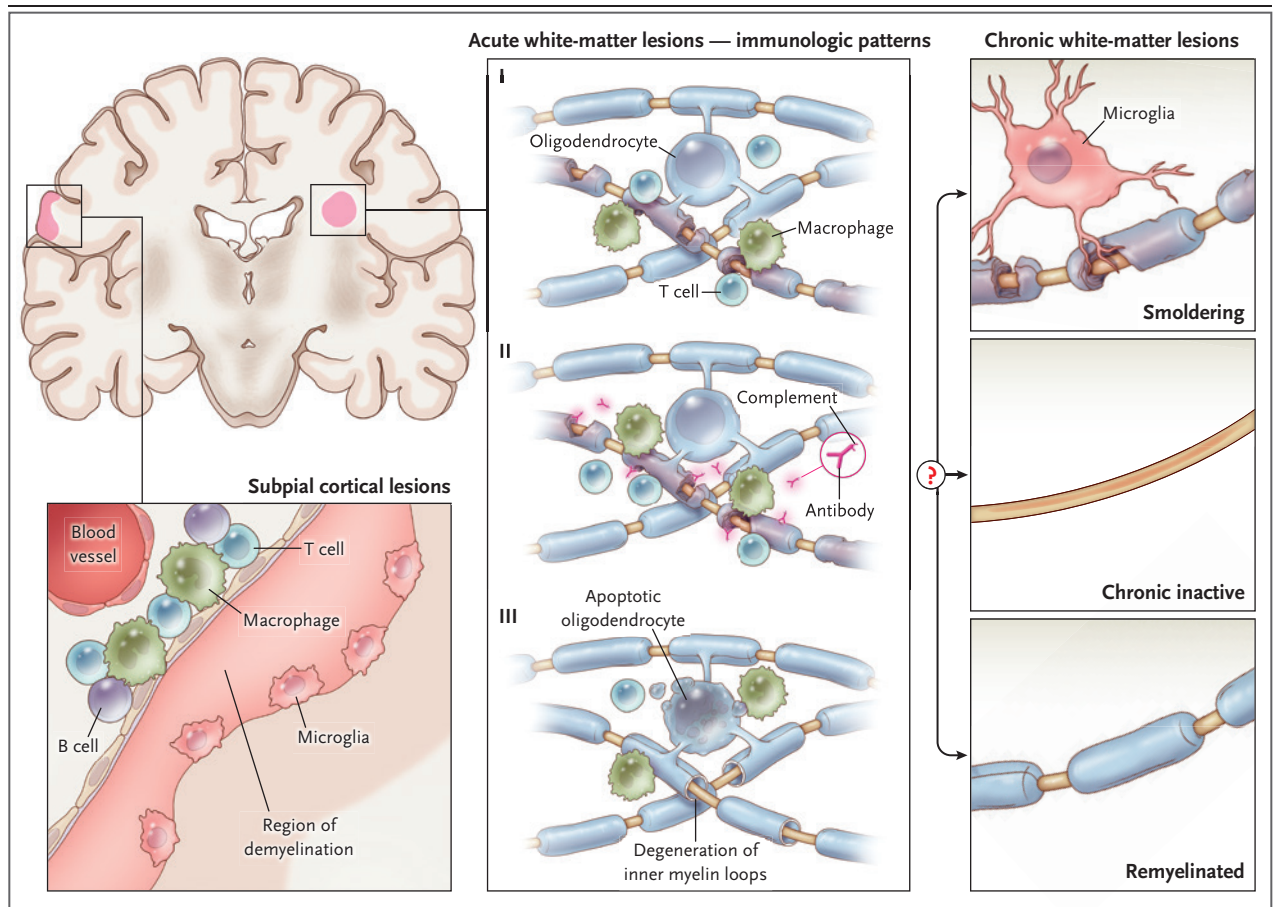 Acute white-matter lesions — immunologic patterns
Chronic white-matter lesions
I
Oligodendrocyte
Macrophage
T cell
II
Complement
Antibody
III
Apoptotic
oligodendrocyte
Degeneration of
inner myelin loops
Microglia
Smoldering
?
Chronic inactive
Remyelinated
Subpial cortical lesions
Blood
vessel
T cell
Macrophage
B cell
Microglia
Region of
demyelination